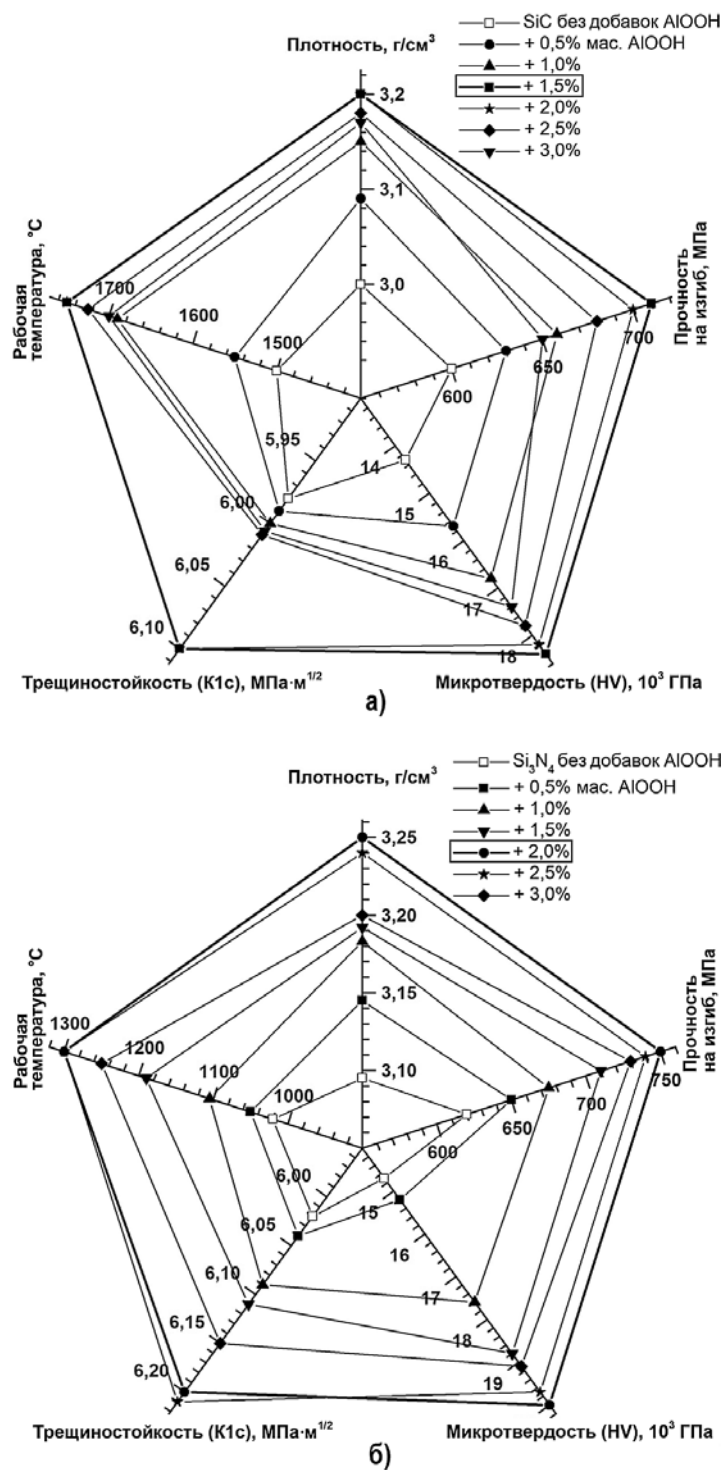 SiC без добавок AlOOH
Плотность, г/см³
+ 0,5% мас. AlOOH
+ 1,0%
+ 1,5%
+ 2,0%
+ 2,5%
+ 3,0%
3,2
3,1
3,0
Рабочая
температура, °С
1700
1600
1500
Прочность
на изгиб, МПа
700
650
600
5,95
6,00
6,05
6,10
14
15
16
17
18
Трещиностойкость (К1с), МПа·м^1/2
Микротвердость (HV), 10³ ГПа
а)
Si₃N₄ без добавок AlOOH
Плотность, г/см³
+ 0,5% мас. AlOOH
+ 1,0%
+ 1,5%
+ 2,0%
+ 2,5%
+ 3,0%
3,25
3,20
3,15
3,10
Рабочая
температура, °С
1300
1200
1100
1000
Прочность
на изгиб, МПа
750
700
650
600
6,00
6,05
6,10
6,15
6,20
15
16
17
18
19
Трещиностойкость (К1с), МПа·м^1/2
Микротвердость (HV), 10³ ГПа
б)